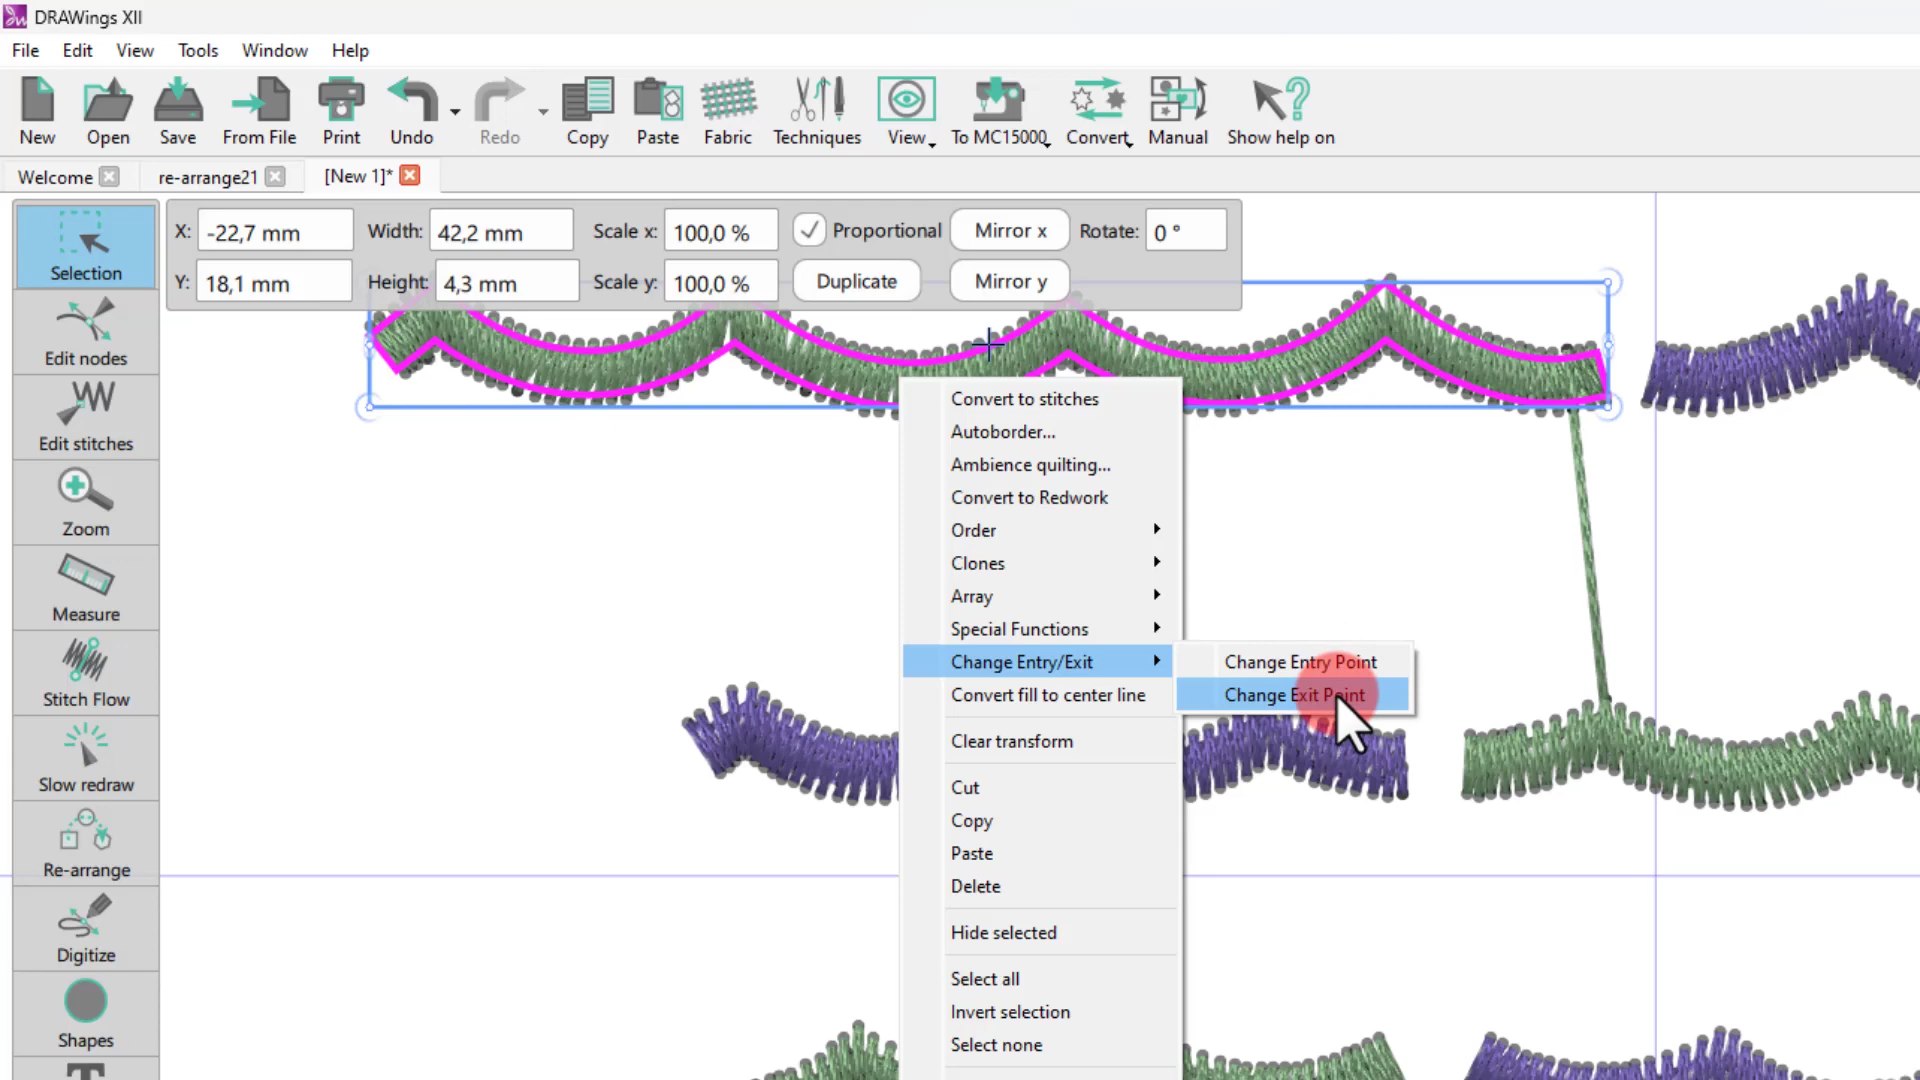 DRAWings XII
File Edit View Tools Window Help
New Open Save From File Print Undo Redo Copy Paste Fabric Techniques View To MC15000 Convert Manual Show help on
Welcome re-arrange21 [New 1]*
X: -22,7 mm Width: 42,2 mm Scale x: 100,0 % Proportional Mirror x Rotate: 0 °
Y: 18,1 mm Height: 4,3 mm Scale y: 100,0 % Duplicate Mirror y
Selection
Edit nodes
Edit stitches
Zoom
Measure
Stitch Flow
Slow redraw
Re-arrange
Digitize
Shapes
Convert to stitches
Autoborder...
Ambience quilting...
Convert to Redwork
Order
Clones
Array
Special Functions
Change Entry/Exit
Convert fill to center line
Clear transform
Cut
Copy
Paste
Delete
Hide selected
Select all
Invert selection
Select none
Change Entry Point
Change Exit Point